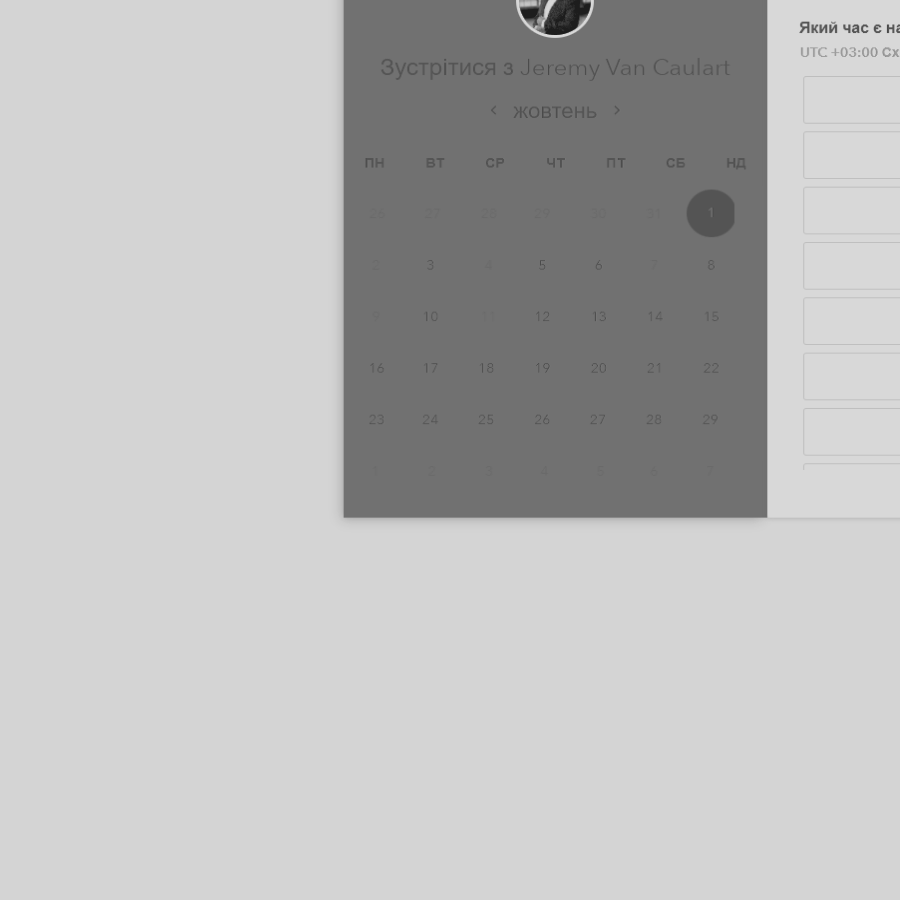 Який час є
UTC +03:00
Зустрітися з Jeremy Van Caulart
< жовтень >
ПН ВТ СР ЧТ ПТ СБ НД
26 27 28 29 30 31 1
2 3 4 5 6 7 8
9 10 11 12 13 14 15
16 17 18 19 20 21 22
23 24 25 26 27 28 29
1 2 3 4 5 6 7